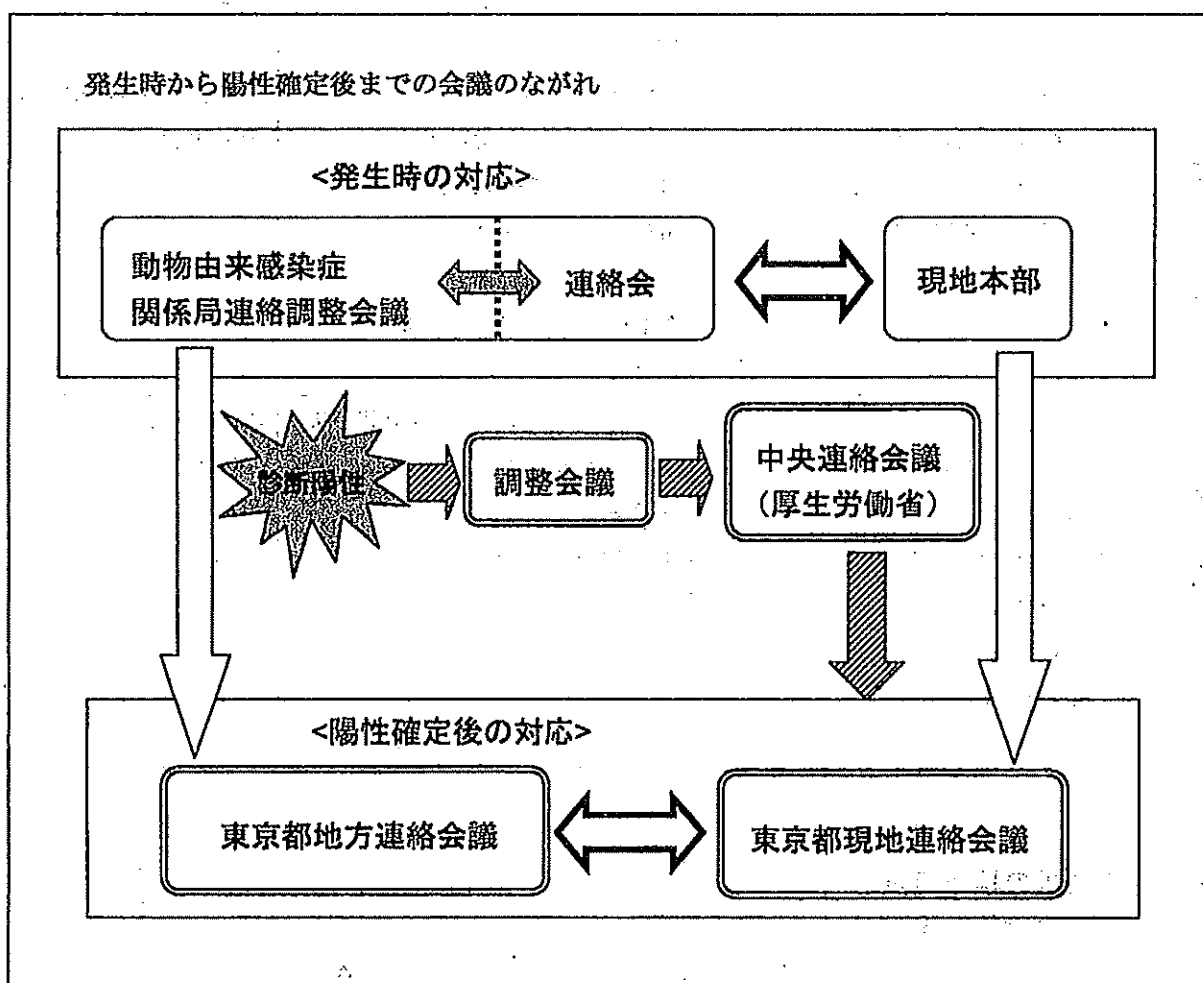 発生時から陽性確定後までの会議のながれ
<発生時の対応>
動物由来感染症
関係局連絡調整会議
連絡会
現地本部
診断陽性
調整会議
中央連絡会議
(厚生労働省)
<陽性確定後の対応>
東京都地方連絡会議
東京都現地連絡会議